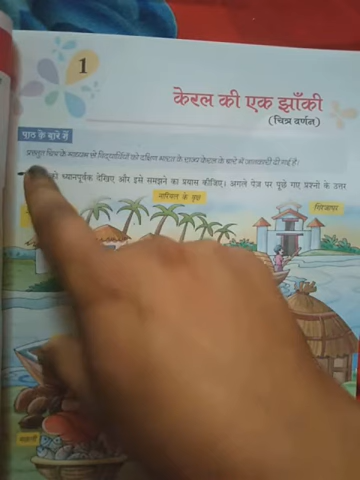 1
केरल की एक झाँकी
(चित्र वर्णन)
पाठ के बारे में
प्रस्तुत चित्र के माध्यम से विद्यार्थियों को दक्षिण भारत के राज्य केरल के बारे में जानकारी दी गई है।
को ध्यानपूर्वक देखिए और इसे समझने का प्रयास कीजिए। अगले पेज पर पूछे गए प्रश्नों के उत्तर
नारियल के वृक्ष
गिरजाघर
मछली